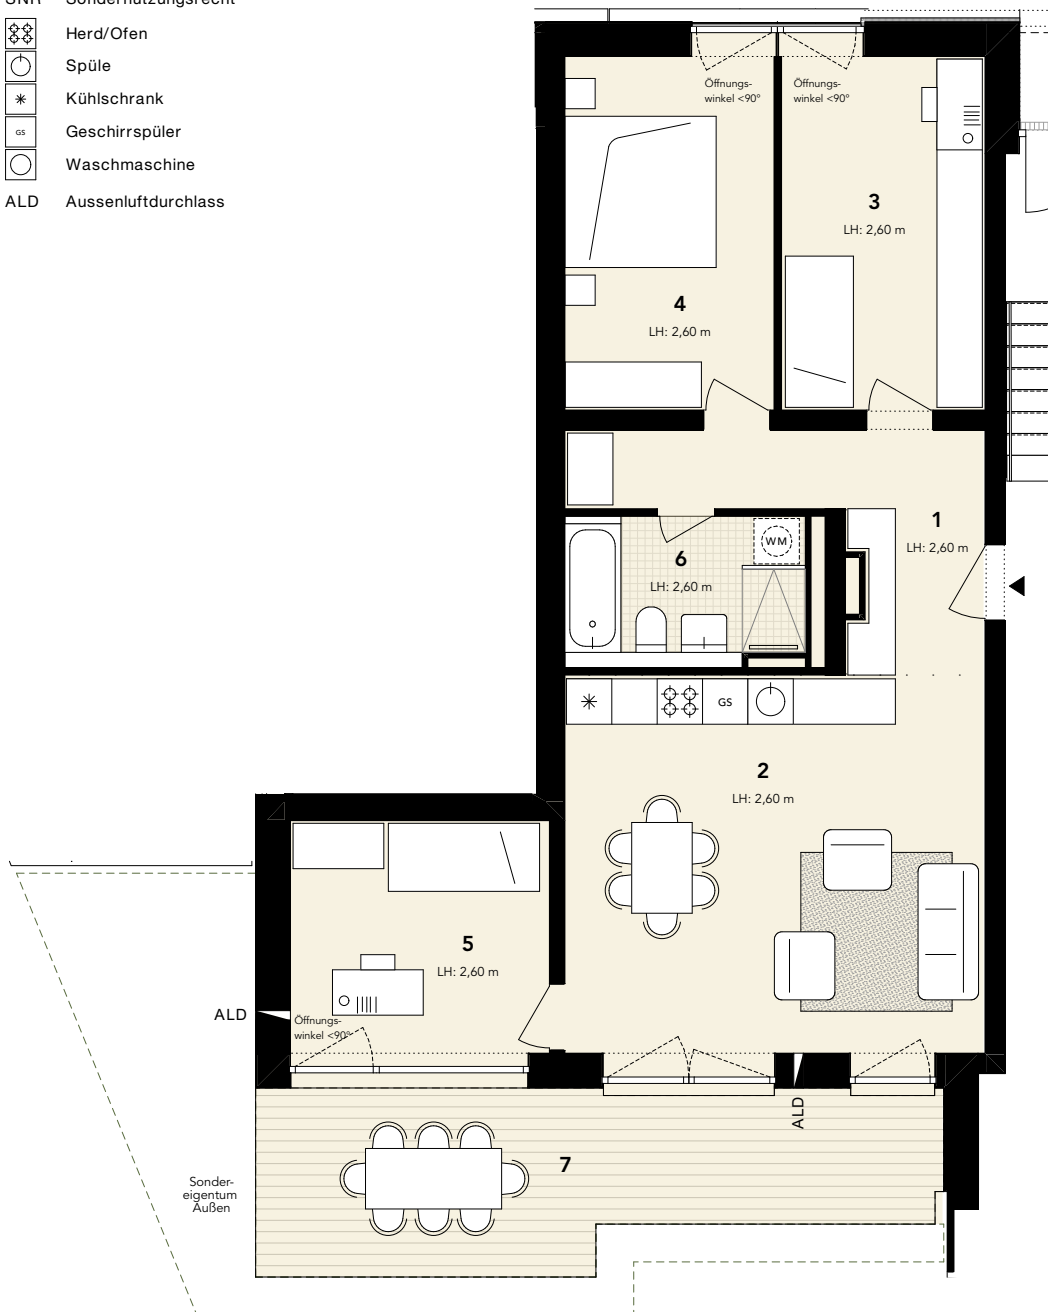 SNR Sondernutzungsrecht
Herd/Ofen
Spüle
Kühlschrank
GS Geschirrspüler
Waschmaschine
ALD Aussenluftdurchlass
Öffnungs-
winkel <90°
Öffnungs-
winkel <90°
3
LH: 2,60 m
4
LH: 2,60 m
1
LH: 2,60 m
WM
6
LH: 2,60 m
GS
2
LH: 2,60 m
5
LH: 2,60 m
ALD
Öffnungs-
winkel <90°
ALD
7
Sonder-
eigentum
Außen